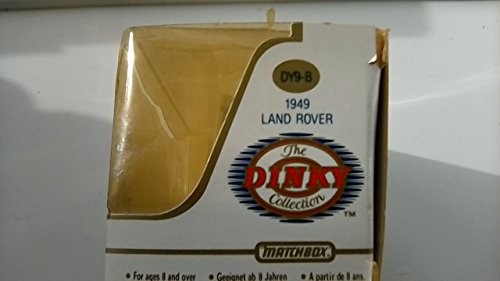 DY9-B
1949
LAND ROVER
The
DINKY
Collection
TM
MATCHBOX
• For ages 8 and over • Geeignet ab 8 Jahren • A partir de 8 ans.